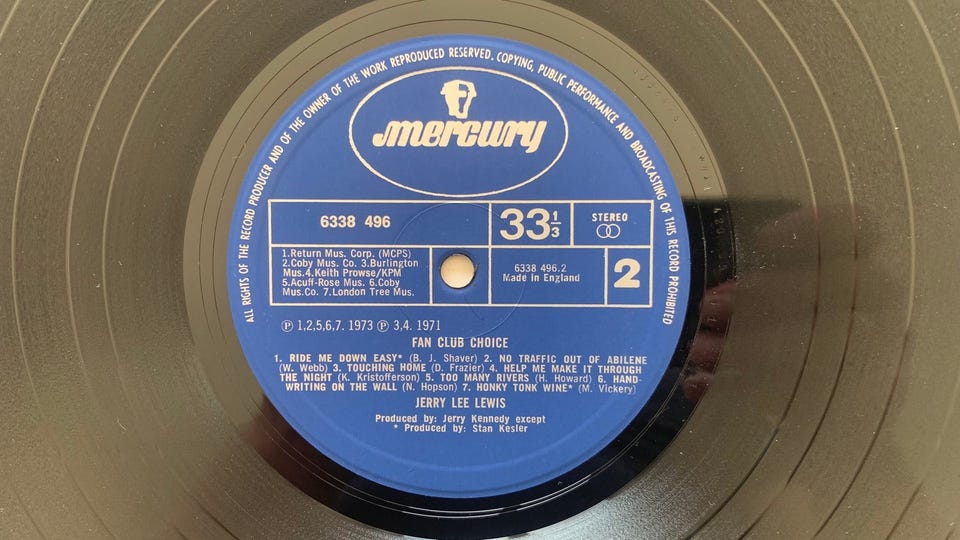 ALL RIGHTS OF THE RECORD PRODUCER AND OF THE OWNER OF THE WORK REPRODUCED RESERVED. COPYING, PUBLIC PERFORMANCE AND BROADCASTING OF THIS RECORD PROHIBITED
mercury
6338 496
33 1/3
STEREO
1.Return Mus. Corp. (MCPS)
2.Coby Mus. Co. 3.Burlington
Mus.4.Keith Prowse/KPM
5.Acuff-Rose Mus. 6.Coby
Mus.Co. 7.London Tree Mus.
6338 496.2
Made in England
2
Ⓟ 1,2,5,6,7. 1973 Ⓟ 3,4. 1971
FAN CLUB CHOICE
1. RIDE ME DOWN EASY* (B. J. Shaver) 2. NO TRAFFIC OUT OF ABILENE
(W. Webb) 3. TOUCHING HOME (D. Frazier) 4. HELP ME MAKE IT THROUGH
THE NIGHT (K. Kristofferson) 5. TOO MANY RIVERS (H. Howard) 6. HAND-
WRITING ON THE WALL (N. Hopson) 7. HONKY TONK WINE* (M. Vickery)
JERRY LEE LEWIS
Produced by: Jerry Kennedy except
* Produced by: Stan Kesler